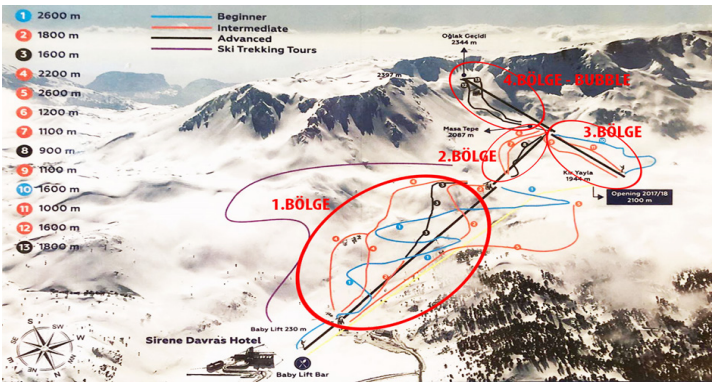 1 2600 m
2 1800 m
3 1600 m
4 2200 m
5 2600 m
6 1200 m
7 1100 m
8 900 m
9 1100 m
10 1600 m
11 1000 m
12 1600 m
13 1800 m
Beginner
Intermediate
Advanced
Ski Trekking Tours
Oğlak Geçidi
2344 m
2397 m
4.BÖLGE - BUBBLE
Masa Tepe
2087 m
3.BÖLGE
2.BÖLGE
Kır Yayla
1944 m
Opening 2017/18
2100 m
1.BÖLGE
Baby Lift 230 m
Sirene Davras Hotel
Baby Lift Bar
S
SW
W
N
NE
E
SE